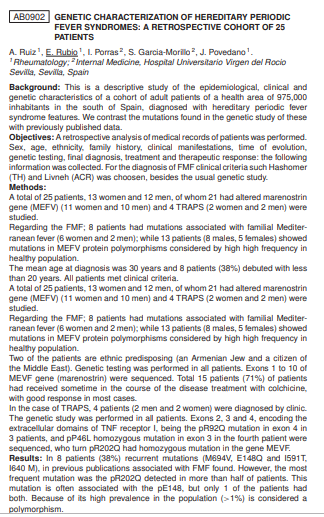 AB0902 GENETIC CHARACTERIZATION OF HEREDITARY PERIODIC
FEVER SYNDROMES: A RETROSPECTIVE COHORT OF 25
PATIENTS
A. Ruiz 1, E. Rubio 1, I. Porras 2, S. Garcia-Morillo 2, J. Povedano 1.
1Rheumatology; 2Internal Medicine, Hospital Universitario Virgen del Rocio
Sevilla, Sevilla, Spain
Background: This is a descriptive study of the epidemiological, clinical and
genetic characteristics of a cohort of adult patients of a health area of 975,000
inhabitants in the south of Spain, diagnosed with hereditary periodic fever
syndrome features. We contrast the mutations found in the genetic study of these
with previously published data.
Objectives: A retrospective analysis of medical records of patients was performed.
Sex, age, ethnicity, family history, clinical manifestations, time of evolution,
genetic testing, final diagnosis, treatment and therapeutic response: the following
information was collected. For the diagnosis of FMF clinical criteria such Hashomer
(TH) and Livneh (ACR) was choosen, besides the usual genetic study.
Methods:
A total of 25 patients, 13 women and 12 men, of whom 21 had altered marenostrin
gene (MEFV) (11 women and 10 men) and 4 TRAPS (2 women and 2 men) were
studied.
Regarding the FMF; 8 patients had mutations associated with familial Mediter-
ranean fever (6 women and 2 men); while 13 patients (8 males, 5 females) showed
mutations in MEFV protein polymorphisms considered by high high frequency in
healthy population.
The mean age at diagnosis was 30 years and 8 patients (38%) debuted with less
than 20 years. All patients met clinical criteria.
A total of 25 patients, 13 women and 12 men, of whom 21 had altered marenostrin
gene (MEFV) (11 women and 10 men) and 4 TRAPS (2 women and 2 men) were
studied.
Regarding the FMF; 8 patients had mutations associated with familial Mediter-
ranean fever (6 women and 2 men); while 13 patients (8 males, 5 females) showed
mutations in MEFV protein polymorphisms considered by high high frequency in
healthy population.
Two of the patients are ethnic predisposing (an Armenian Jew and a citizen of
the Middle East). Genetic testing was performed in all patients. Exons 1 to 10 of
MEVF gene (marenostrin) were sequenced. Total 15 patients (71%) of patients
had received sometime in the course of the disease treatment with colchicine,
with good response in most cases.
In the case of TRAPS, 4 patients (2 men and 2 women) were diagnosed by clinic.
The genetic study was performed in all patients. Exons 2, 3 and 4, encoding the
extracellular domains of TNF receptor I, being the pR92Q mutation in exon 4 in
3 patients, and pP46L homozygous mutation in exon 3 in the fourth patient were
sequenced, who turn pR202Q had homozygous mutation in the gene MEVF.
Results: In 8 patients (38%) recurrent mutations (M694V, E148Q and I591T,
I640 M), in previous publications associated with FMF found. However, the most
frequent mutation was the pR202Q detected in more than half of patients. This
mutation is often associated with the pE148, but only 1 of the patients had
both. Because of its high prevalence in the population (>1%) is considered a
polymorphism.